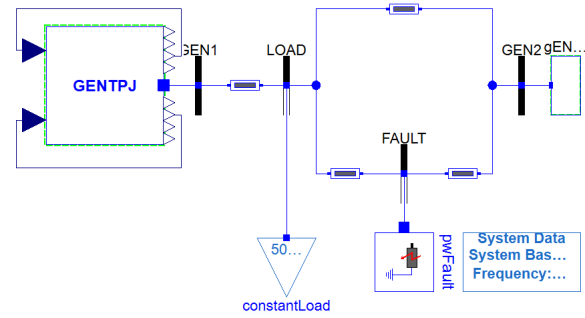 GEN1
LOAD
GEN2
gEN...
GENTPJ
FAULT
50...
pwFault
System Data
System Bas...
Frequency:...
constantLoad